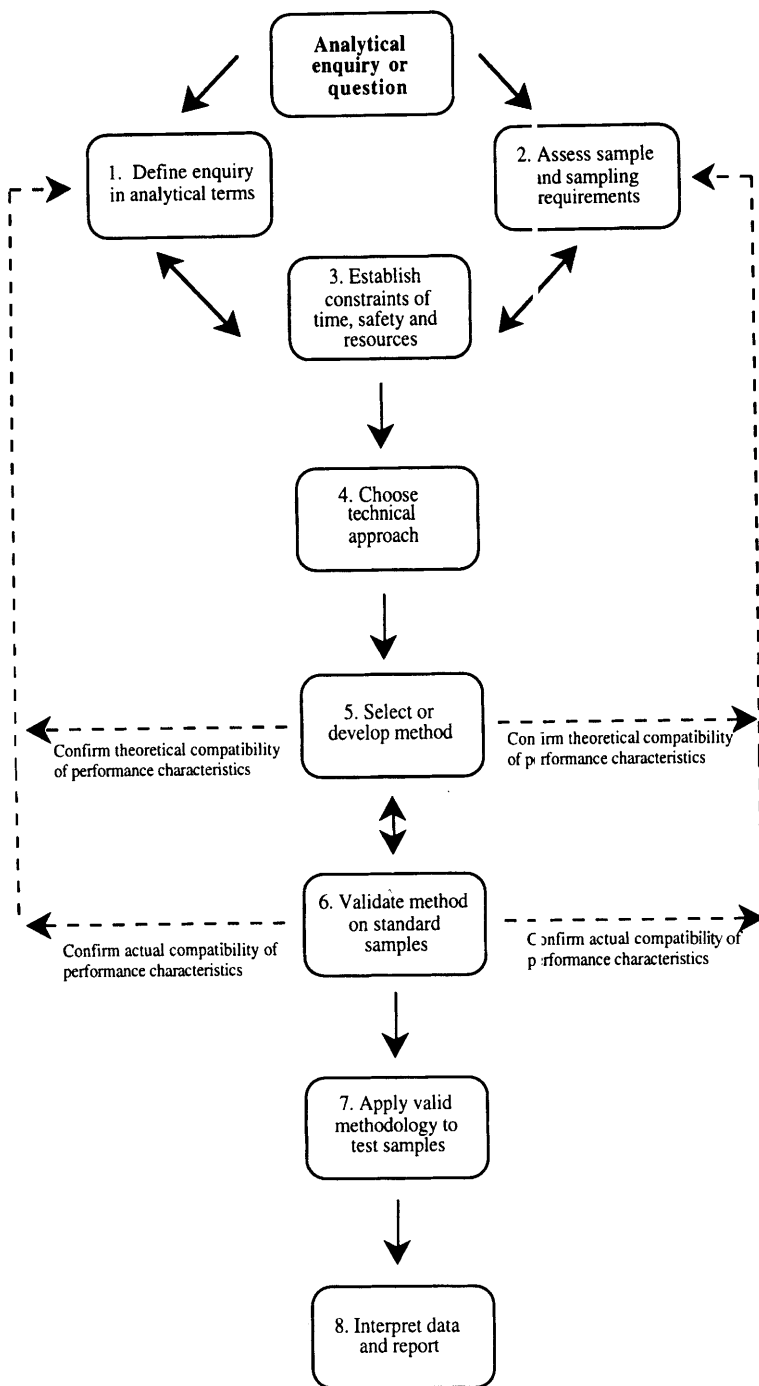 Analytical
enquiry or
question
1. Define enquiry
in analytical terms
2. Assess sample
and sampling
requirements
3. Establish
constraints of
time, safety and
resources
4. Choose
technical
approach
5. Select or
develop method
Confirm theoretical compatibility
of performance characteristics
Confirm theoretical compatibility
of performance characteristics
6. Validate method
on standard
samples
Confirm actual compatibility of
performance characteristics
Confirm actual compatibility of
performance characteristics
7. Apply valid
methodology to
test samples
8. Interpret data
and report